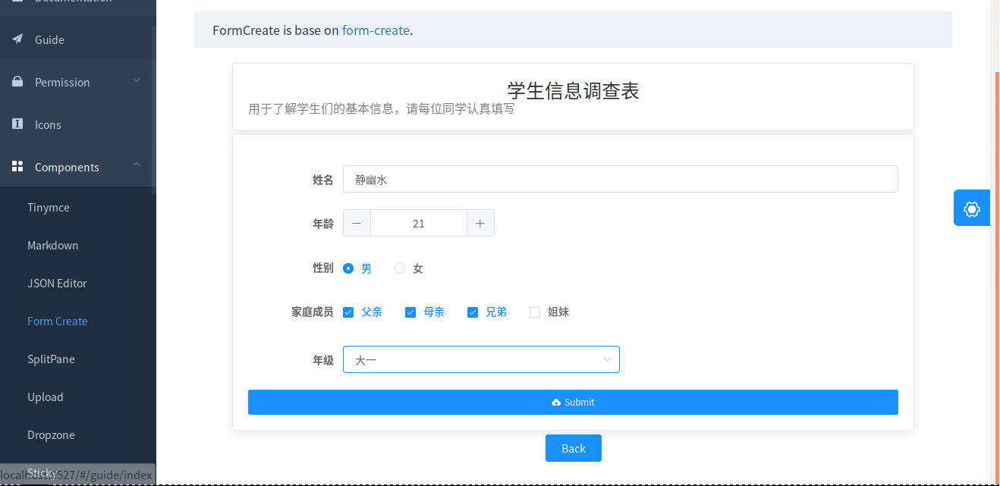 Documentation
Guide
Permission
Icons
Components
Tinymce
Markdown
JSON Editor
Form Create
SplitPane
Upload
Dropzone
Sticky
localhost:9527/#/guide/index
FormCreate is base on form-create.
学生信息调查表
用于了解学生们的基本信息，请每位同学认真填写
姓名 静幽水
年龄 21
性别 男 女
家庭成员 父亲 母亲 兄弟 姐妹
年级 大一
Submit
Back